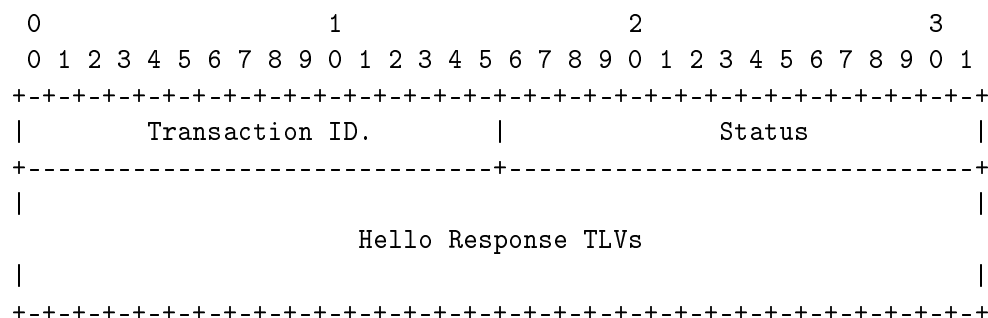 0                   1                   2                   3
0 1 2 3 4 5 6 7 8 9 0 1 2 3 4 5 6 7 8 9 0 1 2 3 4 5 6 7 8 9 0 1
+-+-+-+-+-+-+-+-+-+-+-+-+-+-+-+-+-+-+-+-+-+-+-+-+-+-+-+-+-+-+-+-+
|        Transaction ID.        |              Status           |
+-------------------------------+-------------------------------+
|                                                               |
Hello Response TLVs
|                                                               |
+-+-+-+-+-+-+-+-+-+-+-+-+-+-+-+-+-+-+-+-+-+-+-+-+-+-+-+-+-+-+-+-+